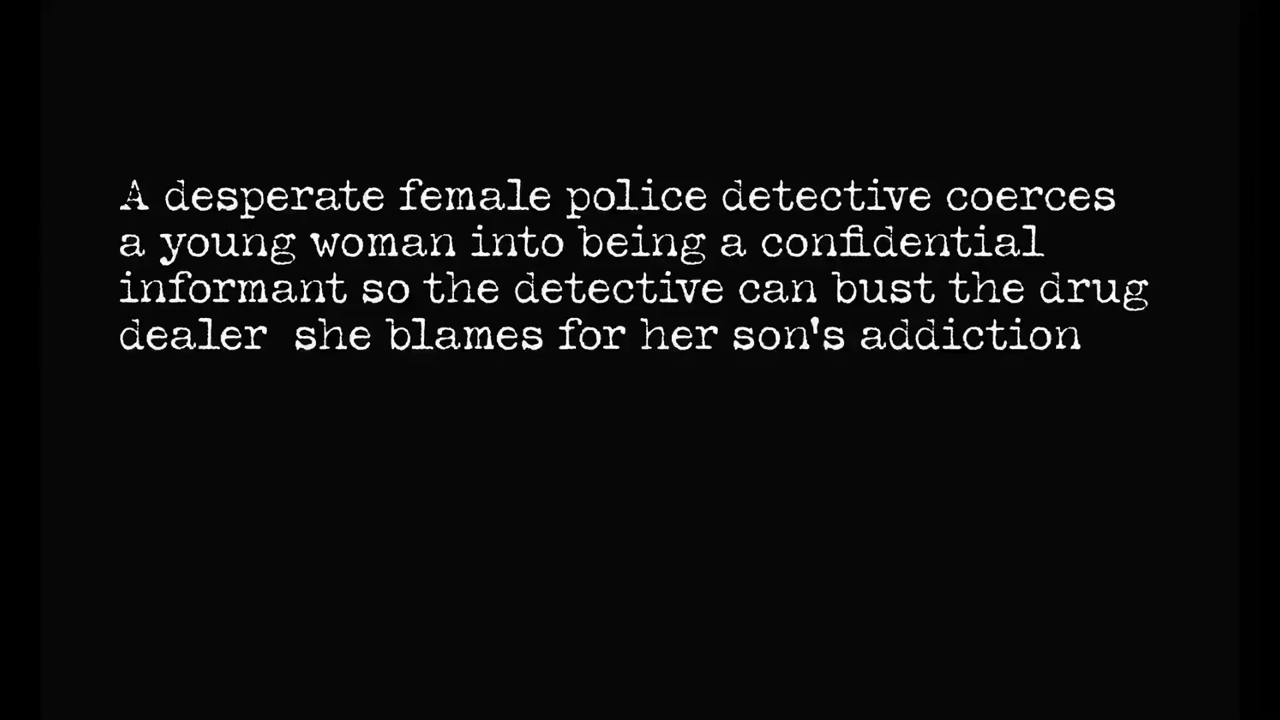 A desperate female police detective coerces
a young woman into being a confidential
informant so the detective can bust the drug
dealer  she blames for her son's addiction